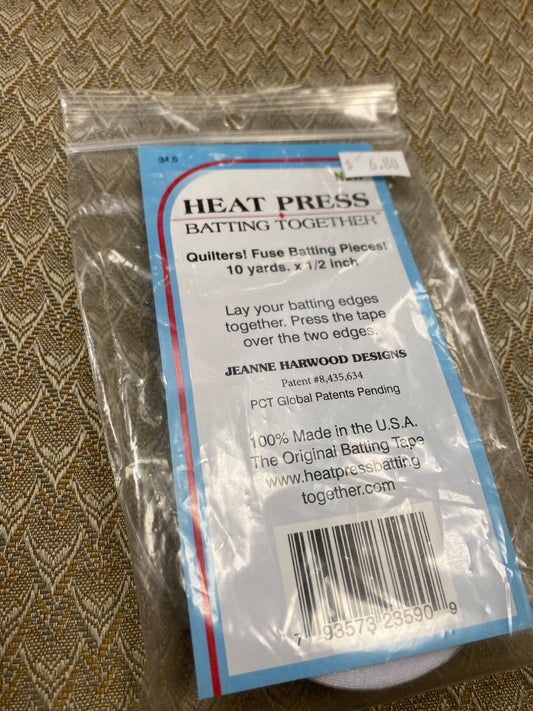 34.5
$ 6.80
HEAT PRESS
BATTING TOGETHER
Quilters! Fuse Batting Pieces!
10 yards. x 1/2 inch
Lay your batting edges
together. Press the tape
over the two edges.
JEANNE HARWOOD DESIGNS
Patent #8,435,634
PCT Global Patents Pending
100% Made in the U.S.A.
The Original Batting Tape
www.heatpressbatting
together.com
7 93573 23590 9